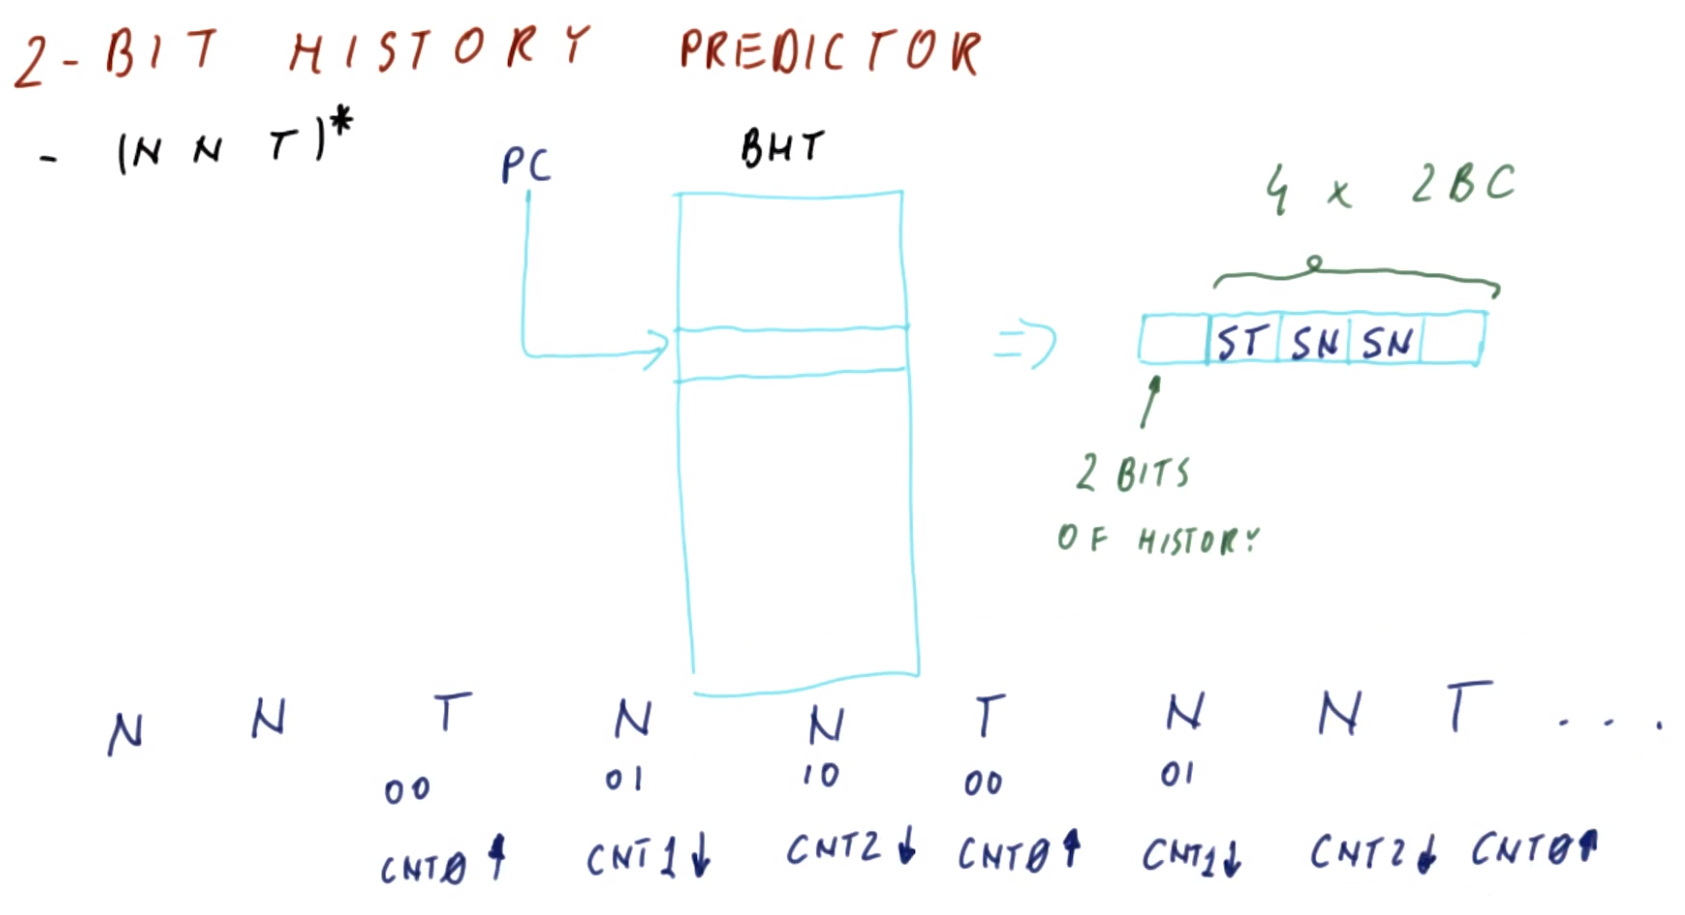 2-BIT HISTORY PREDICTOR
- (N N T)*
PC
BHT
4 x 2BC
ST SN SN
2 BITS
OF HISTORY
N N T N N T N N T ....
00 01 10 00 01
CNT0↑ CNT1↓ CNT2↓ CNT0↑ CNT1↓ CNT2↓ CNT0↑